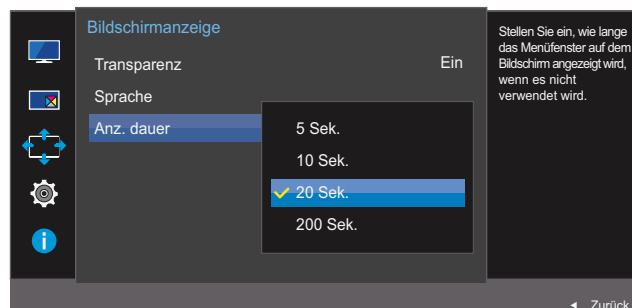 Bildschirmanzeige
Transparenz Ein
Sprache
Anz. dauer
5 Sek.
10 Sek.
20 Sek.
200 Sek.
Stellen Sie ein, wie lange
das Menüfenster auf dem
Bildschirm angezeigt wird,
wenn es nicht
verwendet wird.
Zurück